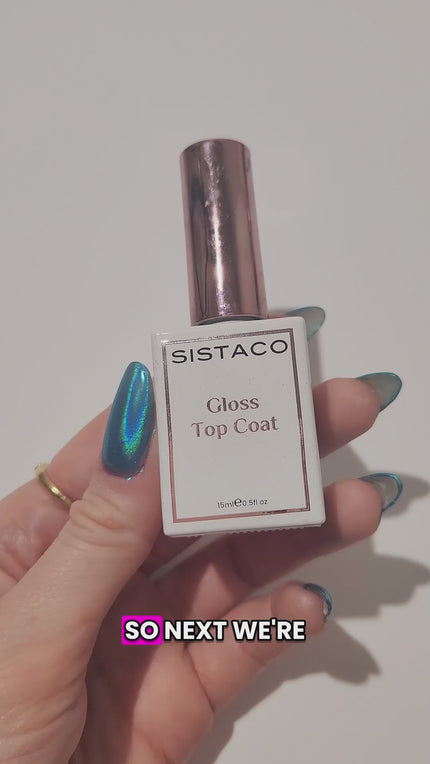 SISTACO
Gloss
Top Coat
15ml℮0.5fl oz
SO NEXT WE'RE